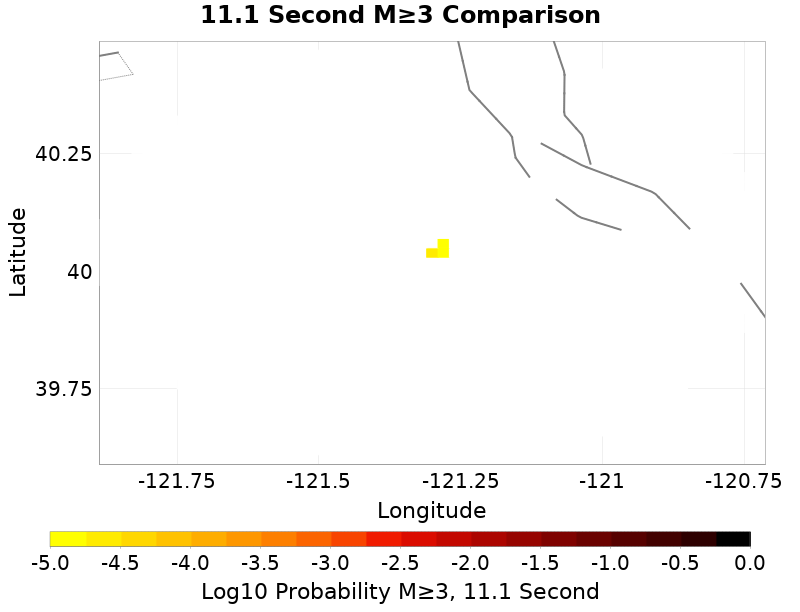 11.1 Second M≥3 Comparison
40.25
40
39.75
Latitude
-121.75 -121.5 -121.25 -121 -120.75
Longitude
-5.0 -4.5 -4.0 -3.5 -3.0 -2.5 -2.0 -1.5 -1.0 -0.5 0.0
Log10 Probability M≥3, 11.1 Second